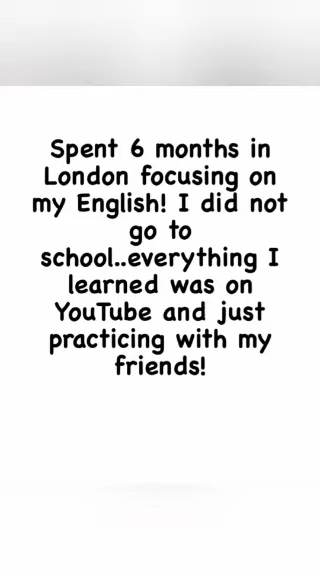 Spent 6 months in
London focusing on
my English! I did not
go to
school..everything I
learned was on
YouTube and just
practicing with my
friends!